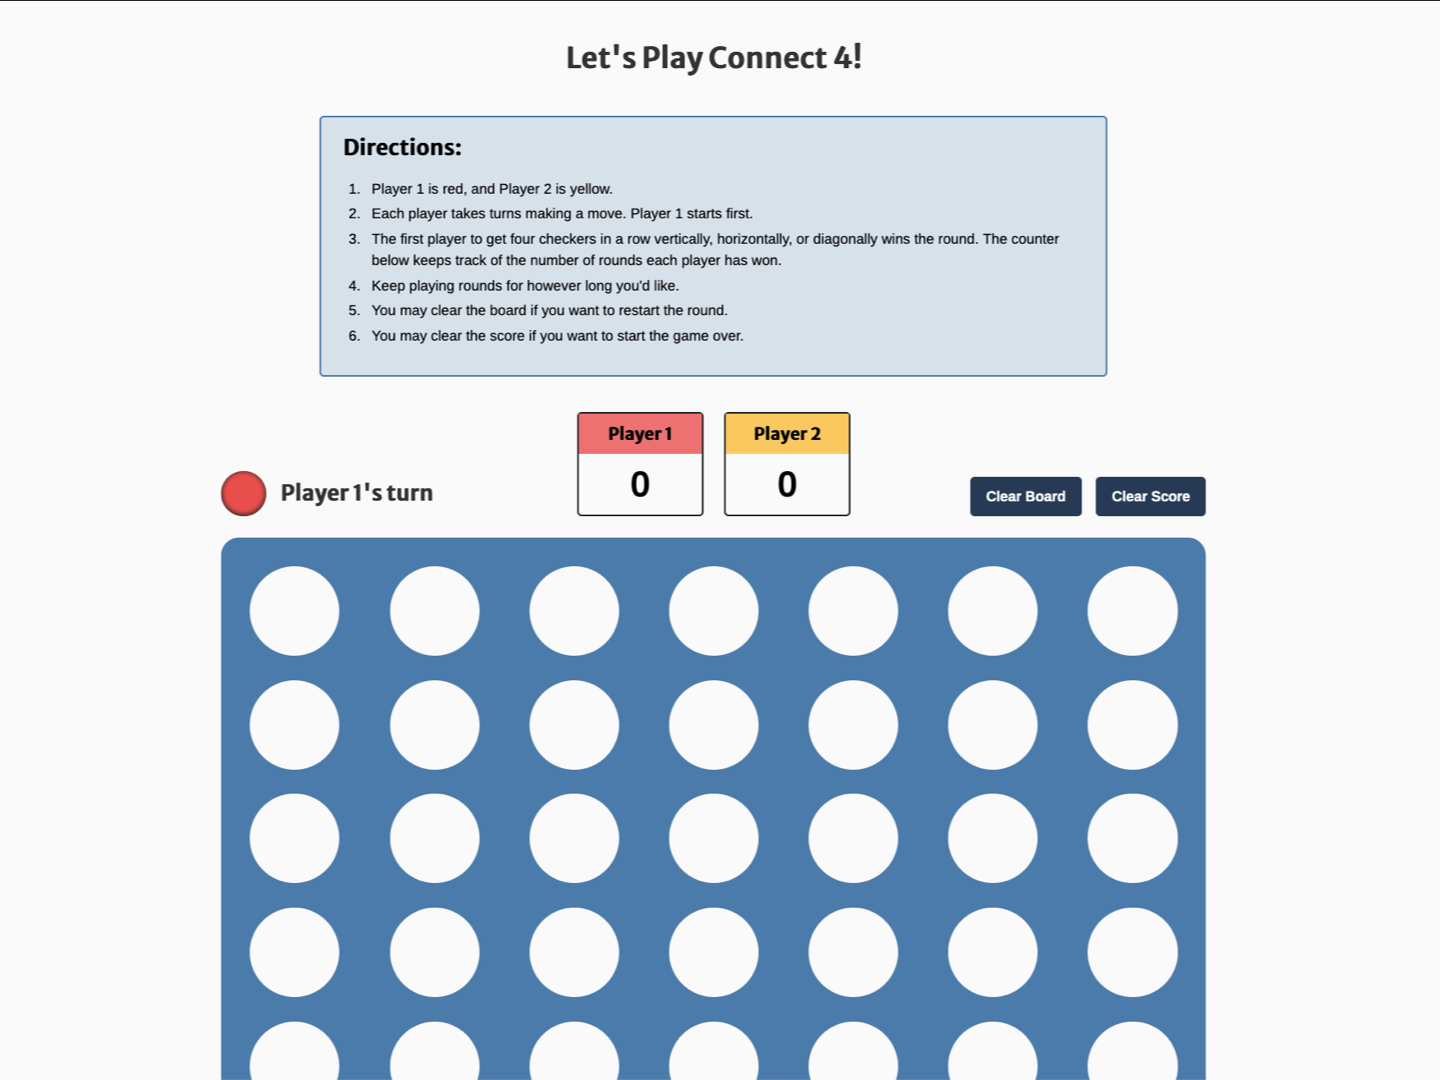 Let's Play Connect 4!
Directions:
1. Player 1 is red, and Player 2 is yellow.
2. Each player takes turns making a move. Player 1 starts first.
3. The first player to get four checkers in a row vertically, horizontally, or diagonally wins the round. The counter
below keeps track of the number of rounds each player has won.
4. Keep playing rounds for however long you'd like.
5. You may clear the board if you want to restart the round.
6. You may clear the score if you want to start the game over.
Player 1's turn
Player 1
0
Player 2
0
Clear Board
Clear Score